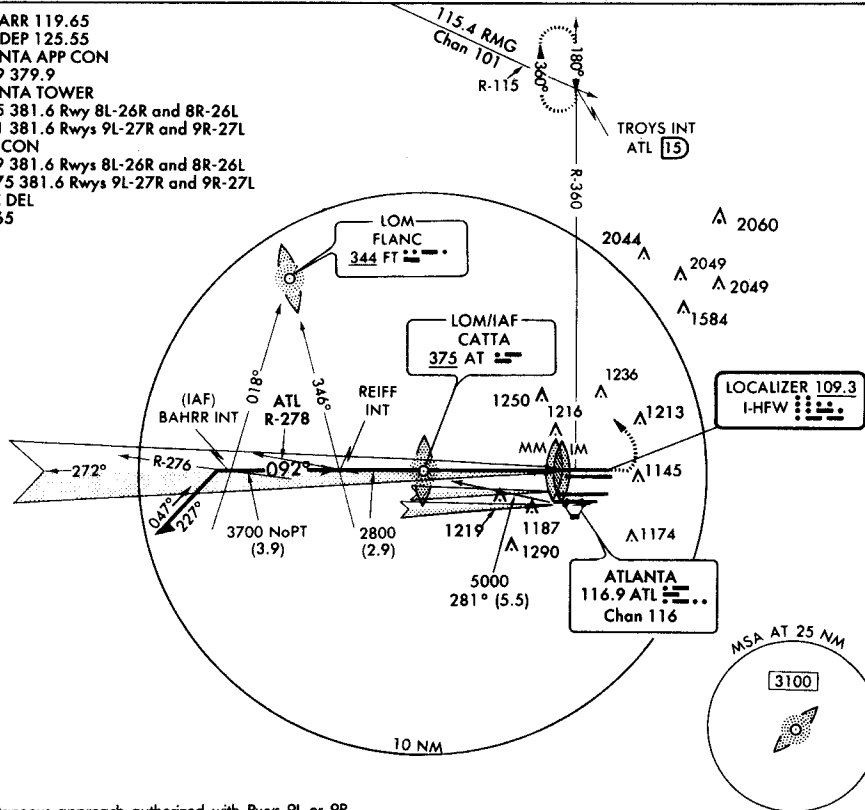 ARR 119.65
DEP 125.55
NTA APP CON
379.9
NTA TOWER
381.6 Rwy 8L-26R and 8R-26L
381.6 Rwys 9L-27R and 9R-27L
CON
381.6 Rwys 8L-26R and 8R-26L
75 381.6 Rwys 9L-27R and 9R-27L
DEL
115.4 RMG
Chan 101
R-115
360°
180°
TROYS INT
ATL 15
R-360
LOM
FLANC
344 FT
2044
2060
2049
2049
1584
LOM/IAF
CATTA
375 AT
018°
346°
(IAF)
BAHRR INT
ATL
R-278
REIFF
INT
1250
1216
1236
1213
LOCALIZER 109.3
I-HFW
MM
IM
272°
R-276
092°
1145
047°
227°
3700 NoPT
(3.9)
2800
(2.9)
1219
1187
1290
1174
5000
281° (5.5)
ATLANTA
116.9 ATL
Chan 116
MSA AT 25 NM
3100
10 NM